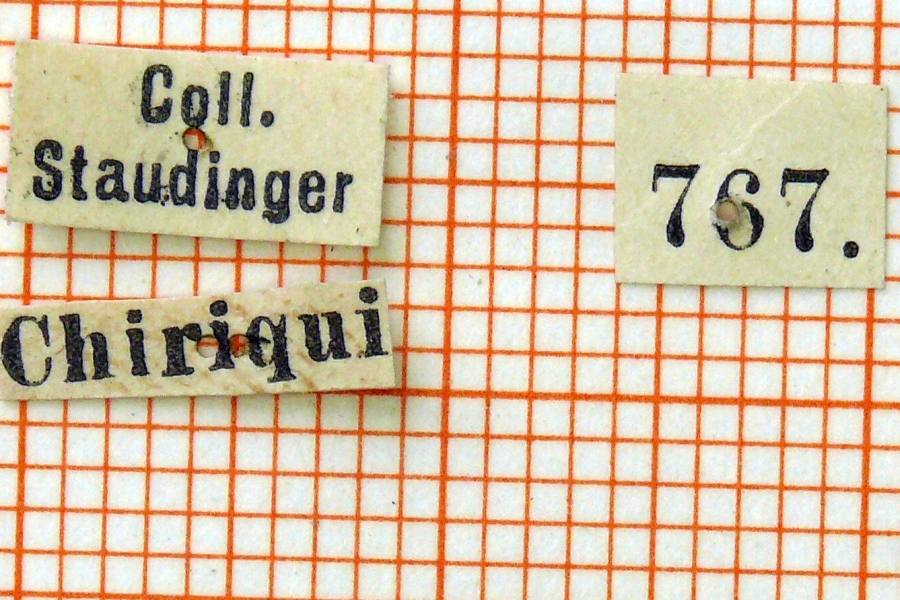 Coll.
Staudinger
Chiriqui
767.